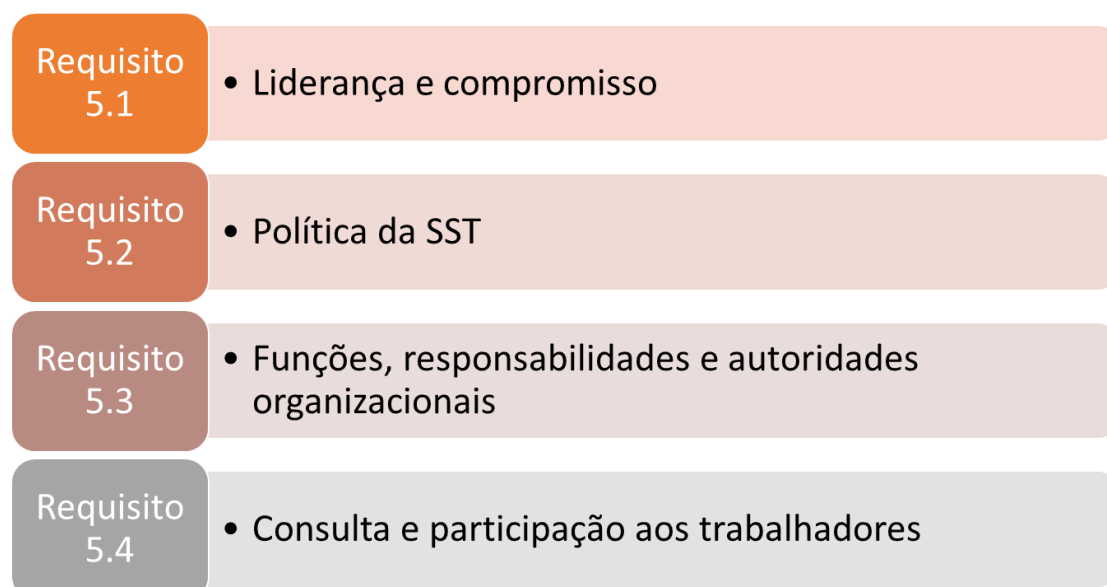 Requisito
5.1
• Liderança e compromisso
Requisito
5.2
• Política da SST
Requisito
5.3
• Funções, responsabilidades e autoridades
organizacionais
Requisito
5.4
• Consulta e participação aos trabalhadores